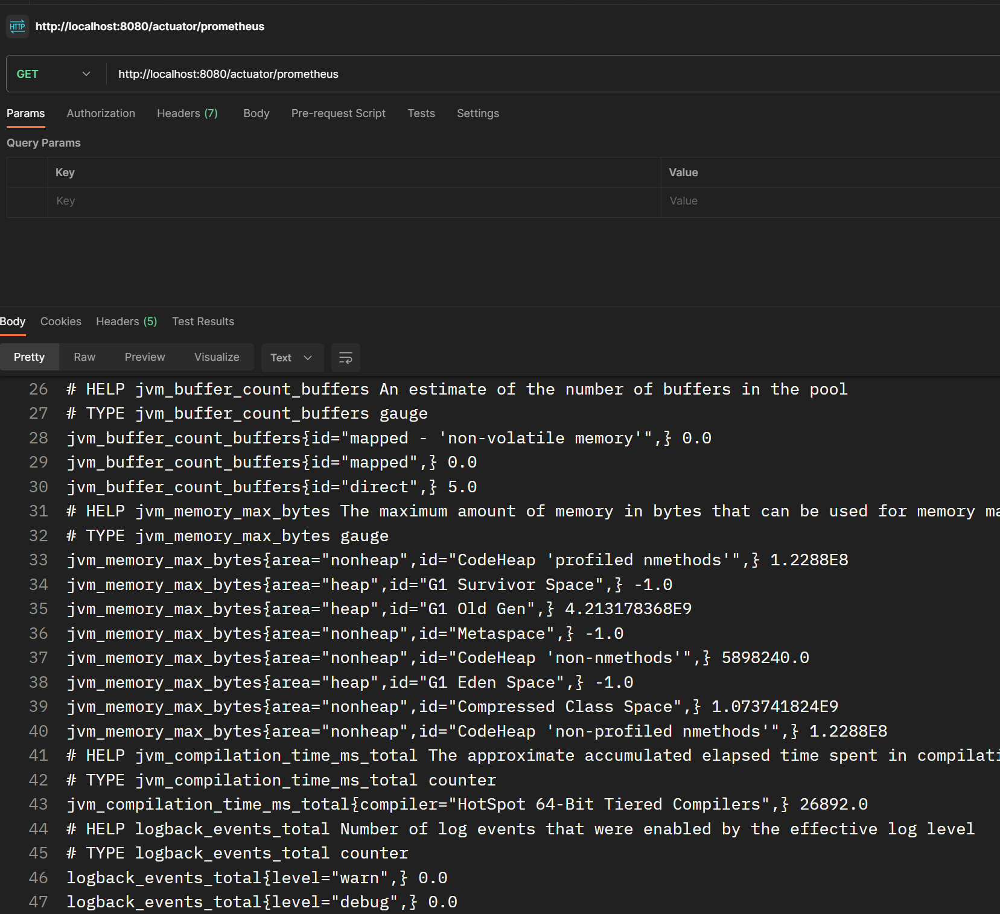 HTTP http://localhost:8080/actuator/prometheus
GET http://localhost:8080/actuator/prometheus
Params Authorization Headers (7) Body Pre-request Script Tests Settings
Query Params
Key Value
Key Value
Body Cookies Headers (5) Test Results
Pretty Raw Preview Visualize Text
26 # HELP jvm_buffer_count_buffers An estimate of the number of buffers in the pool
27 # TYPE jvm_buffer_count_buffers gauge
28 jvm_buffer_count_buffers{id="mapped - 'non-volatile memory'",} 0.0
29 jvm_buffer_count_buffers{id="mapped",} 0.0
30 jvm_buffer_count_buffers{id="direct",} 5.0
31 # HELP jvm_memory_max_bytes The maximum amount of memory in bytes that can be used for memory ma
32 # TYPE jvm_memory_max_bytes gauge
33 jvm_memory_max_bytes{area="nonheap",id="CodeHeap 'profiled nmethods'",} 1.2288E8
34 jvm_memory_max_bytes{area="heap",id="G1 Survivor Space",} -1.0
35 jvm_memory_max_bytes{area="heap",id="G1 Old Gen",} 4.213178368E9
36 jvm_memory_max_bytes{area="nonheap",id="Metaspace",} -1.0
37 jvm_memory_max_bytes{area="nonheap",id="CodeHeap 'non-nmethods'",} 5898240.0
38 jvm_memory_max_bytes{area="heap",id="G1 Eden Space",} -1.0
39 jvm_memory_max_bytes{area="nonheap",id="Compressed Class Space",} 1.073741824E9
40 jvm_memory_max_bytes{area="nonheap",id="CodeHeap 'non-profiled nmethods'",} 1.2288E8
41 # HELP jvm_compilation_time_ms_total The approximate accumulated elapsed time spent in compilati
42 # TYPE jvm_compilation_time_ms_total counter
43 jvm_compilation_time_ms_total{compiler="HotSpot 64-Bit Tiered Compilers",} 26892.0
44 # HELP logback_events_total Number of log events that were enabled by the effective log level
45 # TYPE logback_events_total counter
46 logback_events_total{level="warn",} 0.0
47 logback_events_total{level="debug",} 0.0